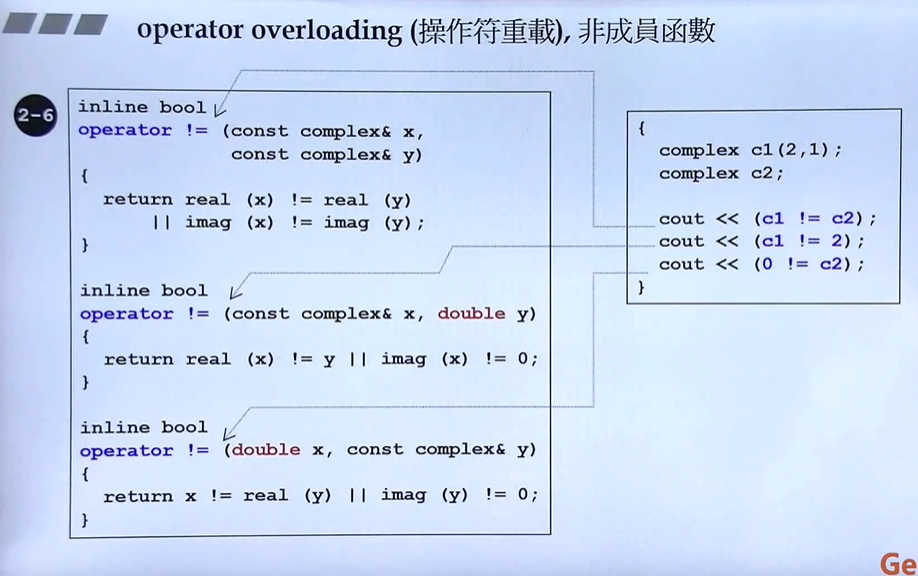 operator overloading (操作符重載), 非成員函數
2-6
inline bool
operator != (const complex& x,
const complex& y)
{
return real (x) != real (y)
|| imag (x) != imag (y);
}
inline bool
operator != (const complex& x, double y)
{
return real (x) != y || imag (x) != 0;
}
inline bool
operator != (double x, const complex& y)
{
return x != real (y) || imag (y) != 0;
}
{
complex c1(2,1);
complex c2;
cout << (c1 != c2);
cout << (c1 != 2);
cout << (0 != c2);
}
Ge